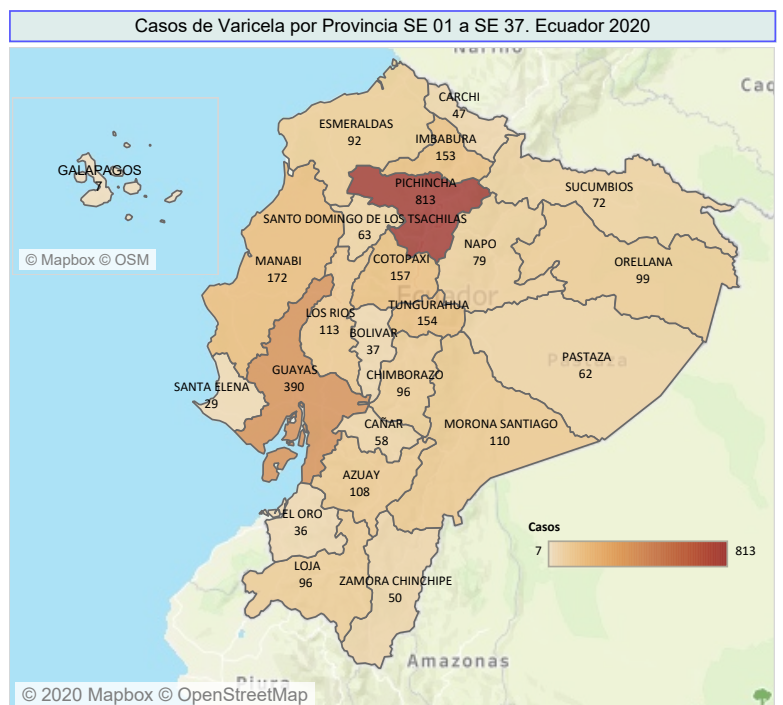 Casos de Varicela por Provincia SE 01 a SE 37. Ecuador 2020
CARCHI
47
ESMERALDAS
92
IMBABURA
153
GALAPAGOS
7
PICHINCHA
813
SUCUMBIOS
72
SANTO DOMINGO DE LOS TSACHILAS
63
NAPO
79
© Mapbox © OSM
MANABI
172
COTOPAXI
157
ORELLANA
99
Ecuador
TUNGURAHUA
154
LOS RIOS
113
BOLIVAR
37
PASTAZA
62
Pastaza
GUAYAS
390
CHIMBORAZO
96
SANTA ELENA
29
CAÑAR
58
MORONA SANTIAGO
110
AZUAY
108
EL ORO
36
Casos
7
813
LOJA
96
ZAMORA CHINCHIPE
50
Amazonas
© 2020 Mapbox © OpenStreetMap